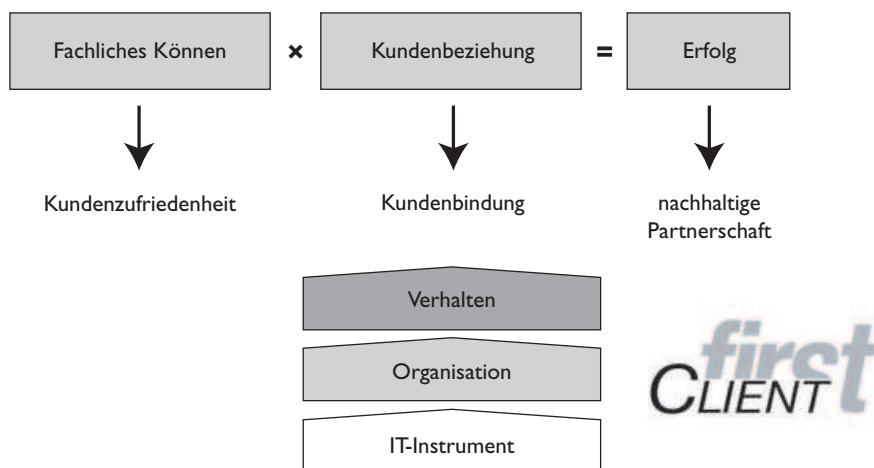 Fachliches Können × Kundenbeziehung = Erfolg
Kundenzufriedenheit Kundenbindung nachhaltige
Partnerschaft
Verhalten
Organisation
IT-Instrument
first
CLIENT